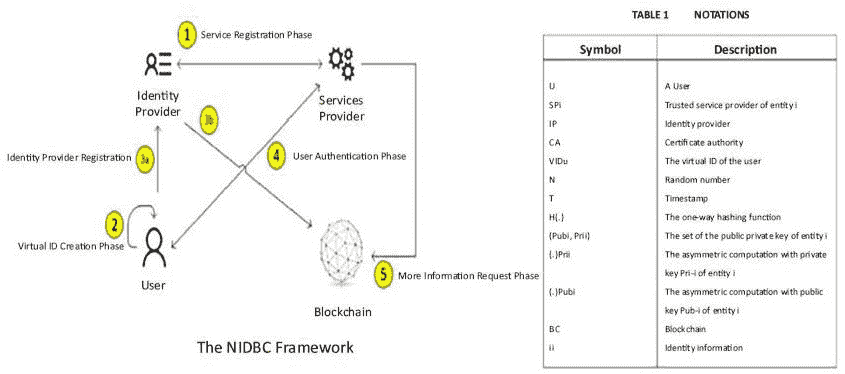 1 Service Registration Phase
Identity
Provider
Services
Provider
3b
Identity Provider Registration 3a
4 User Authentication Phase
2
Virtual ID Creation Phase
User
5 More Information Request Phase
Blockchain
The NIDBC Framework
TABLE 1 NOTATIONS
Symbol Description
U A User
SPi Trusted service provider of entity i
IP Identity provider
CA Certificate authority
VIDu The virtual ID of the user
N Random number
T Timestamp
H(.) The one-way hashing function
(Pubi, Prii) The set of the public private key of entity i
(.)Prii The asymmetric computation with private
key Pri-i of entity i
(.)Pubi The asymmetric computation with public
key Pub-i of entity i
BC Blockchain
ii Identity information